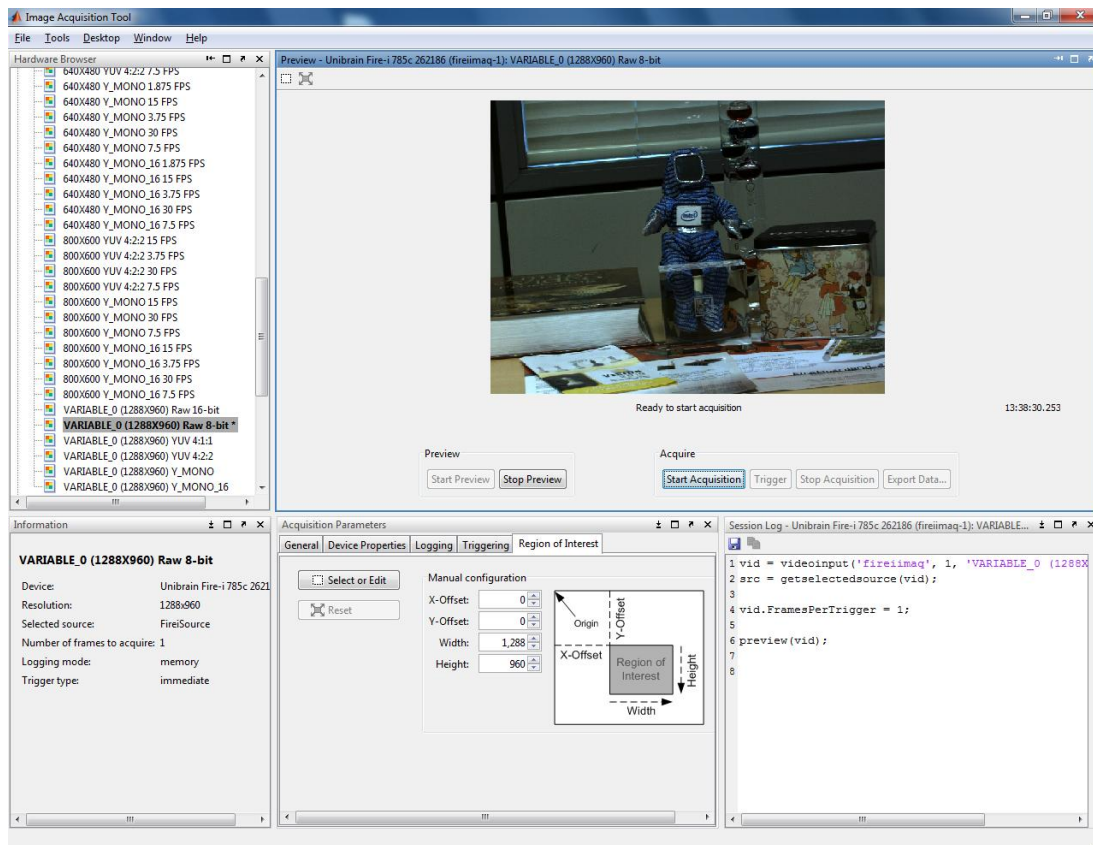 Image Acquisition Tool
File Tools Desktop Window Help
Hardware Browser
640X480 YUV 4:2:2 7.5 FPS
640X480 Y_MONO 1.875 FPS
640X480 Y_MONO 15 FPS
640X480 Y_MONO 3.75 FPS
640X480 Y_MONO 30 FPS
640X480 Y_MONO 7.5 FPS
640X480 Y_MONO_16 1.875 FPS
640X480 Y_MONO_16 15 FPS
640X480 Y_MONO_16 3.75 FPS
640X480 Y_MONO_16 30 FPS
640X480 Y_MONO_16 7.5 FPS
800X600 YUV 4:2:2 15 FPS
800X600 YUV 4:2:2 3.75 FPS
800X600 YUV 4:2:2 30 FPS
800X600 YUV 4:2:2 7.5 FPS
800X600 Y_MONO 15 FPS
800X600 Y_MONO 30 FPS
800X600 Y_MONO 7.5 FPS
800X600 Y_MONO_16 15 FPS
800X600 Y_MONO_16 3.75 FPS
800X600 Y_MONO_16 30 FPS
800X600 Y_MONO_16 7.5 FPS
VARIABLE_0 (1288X960) Raw 16-bit
VARIABLE_0 (1288X960) Raw 8-bit *
VARIABLE_0 (1288X960) YUV 4:1:1
VARIABLE_0 (1288X960) YUV 4:2:2
VARIABLE_0 (1288X960) Y_MONO
VARIABLE_0 (1288X960) Y_MONO_16
Preview - Unibrain Fire-i 785c 262186 (fireiimaq-1): VARIABLE_0 (1288X960) Raw 8-bit
intel
Ready to start acquisition 13:38:30.253
Preview Acquire
Start Preview Stop Preview Start Acquisition Trigger Stop Acquisition Export Data...
Information
VARIABLE_0 (1288X960) Raw 8-bit
Device: Unibrain Fire-i 785c 2621
Resolution: 1288x960
Selected source: FireiSource
Number of frames to acquire: 1
Logging mode: memory
Trigger type: immediate
Acquisition Parameters
General Device Properties Logging Triggering Region of Interest
Select or Edit
Reset
Manual configuration
X-Offset: 0
Y-Offset: 0
Width: 1,288
Height: 960
Origin
Y-Offset
X-Offset
Region of
Interest
Height
Width
Session Log - Unibrain Fire-i 785c 262186 (fireiimaq-1): VARIABLE...
1 vid = videoinput('fireiimaq', 1, 'VARIABLE_0 (1288X
2 src = getselectedsource(vid);
3
4 vid.FramesPerTrigger = 1;
5
6 preview(vid);
7
8